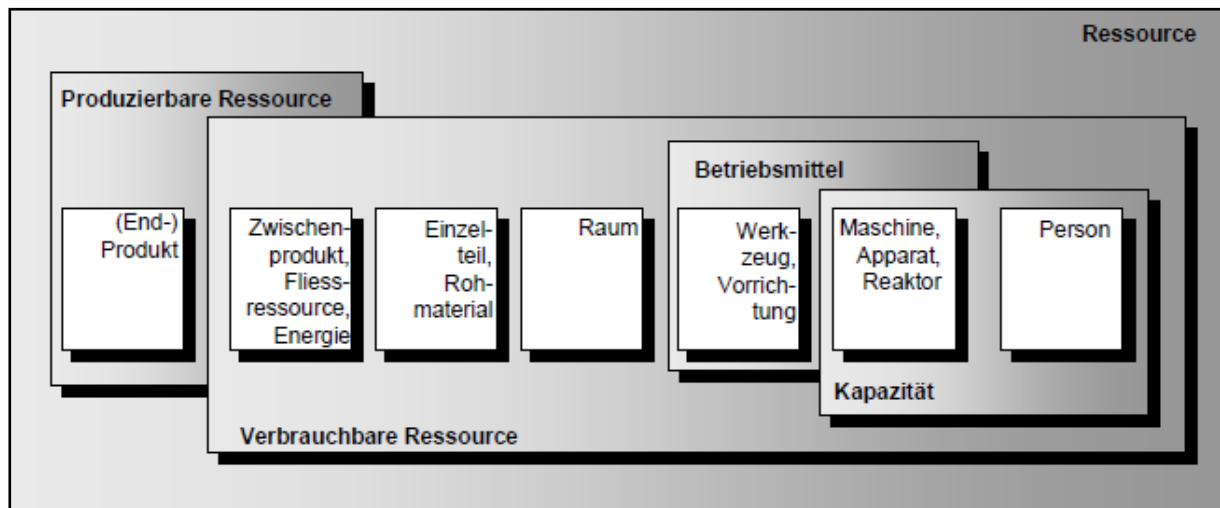 Ressource
Produzierbare Ressource
Betriebsmittel
(End-)
Produkt
Zwischen-
produkt,
Fliess-
ressource,
Energie
Einzel-
teil,
Roh-
material
Raum
Werk-
zeug,
Vorrich-
tung
Maschine,
Apparat,
Reaktor
Person
Kapazität
Verbrauchbare Ressource